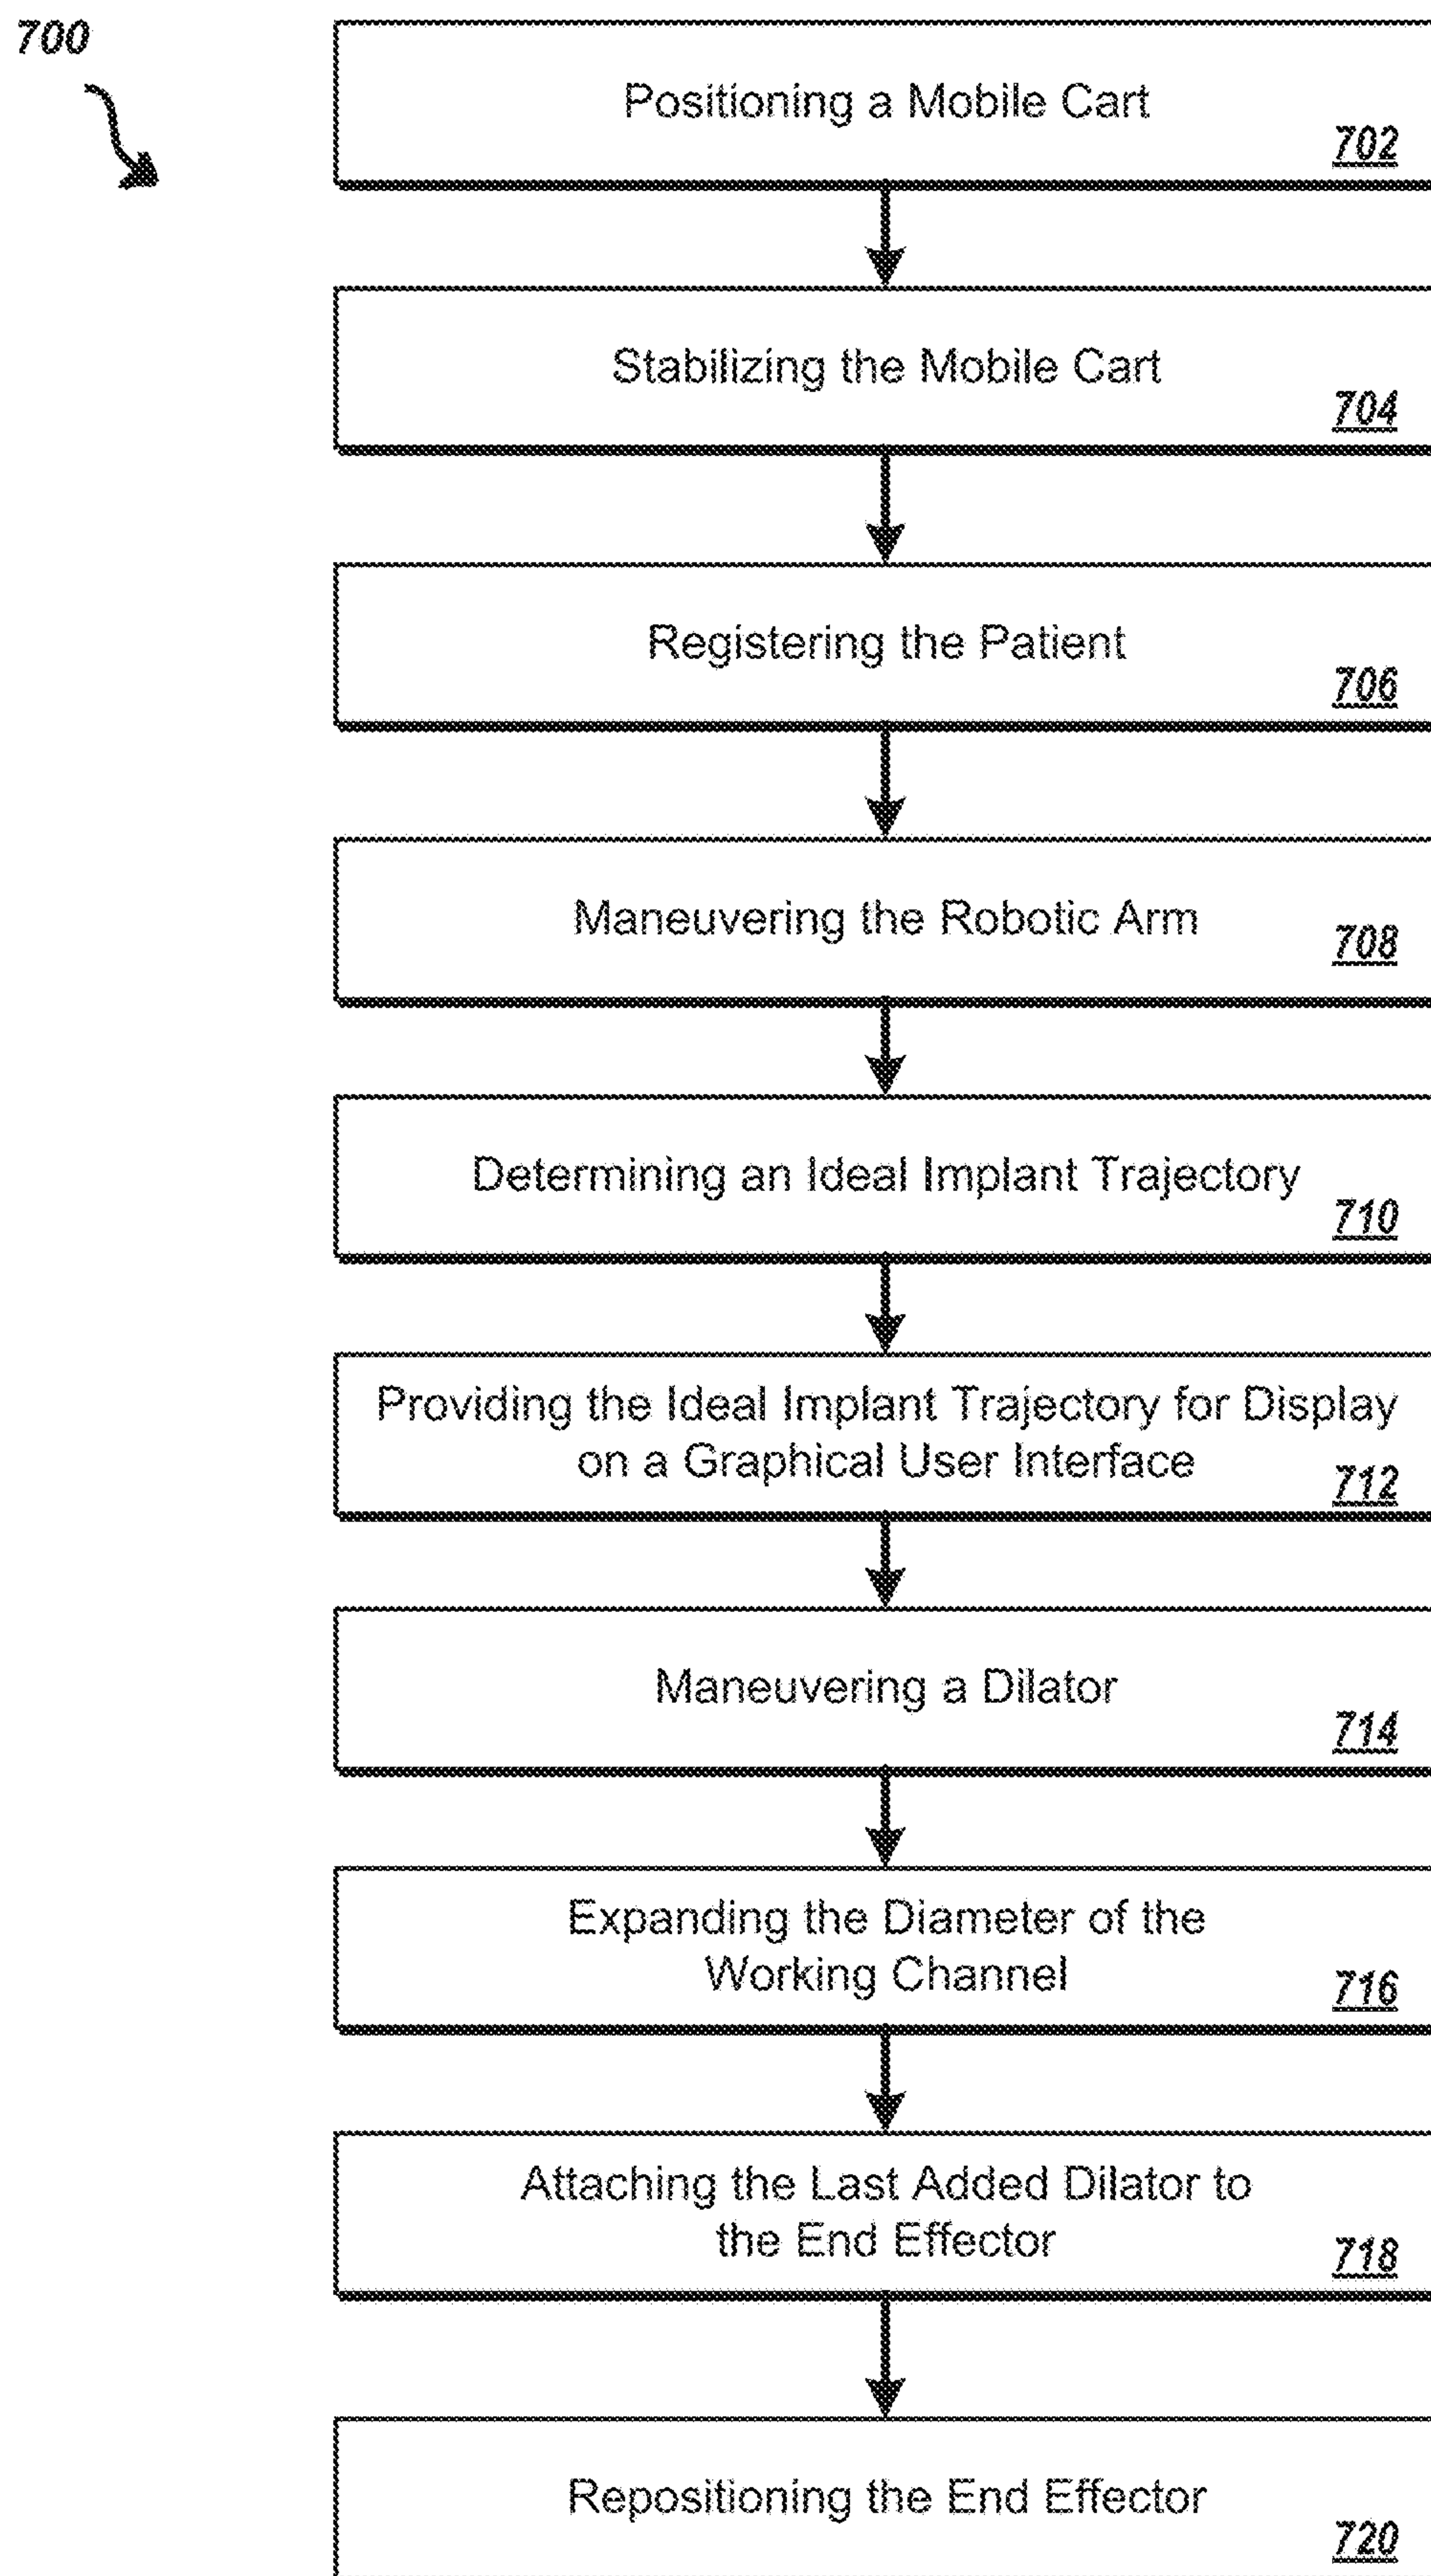 700
Positioning a Mobile Cart
702
Stabilizing the Mobile Cart
704
Registering the Patient
706
Maneuvering the Robotic Arm
708
Determining an Ideal Implant Trajectory
710
Providing the Ideal Implant Trajectory for Display
on a Graphical User Interface
712
Maneuvering a Dilator
714
Expanding the Diameter of the
Working Channel
716
Attaching the Last Added Dilator to
the End Effector
718
Repositioning the End Effector
720